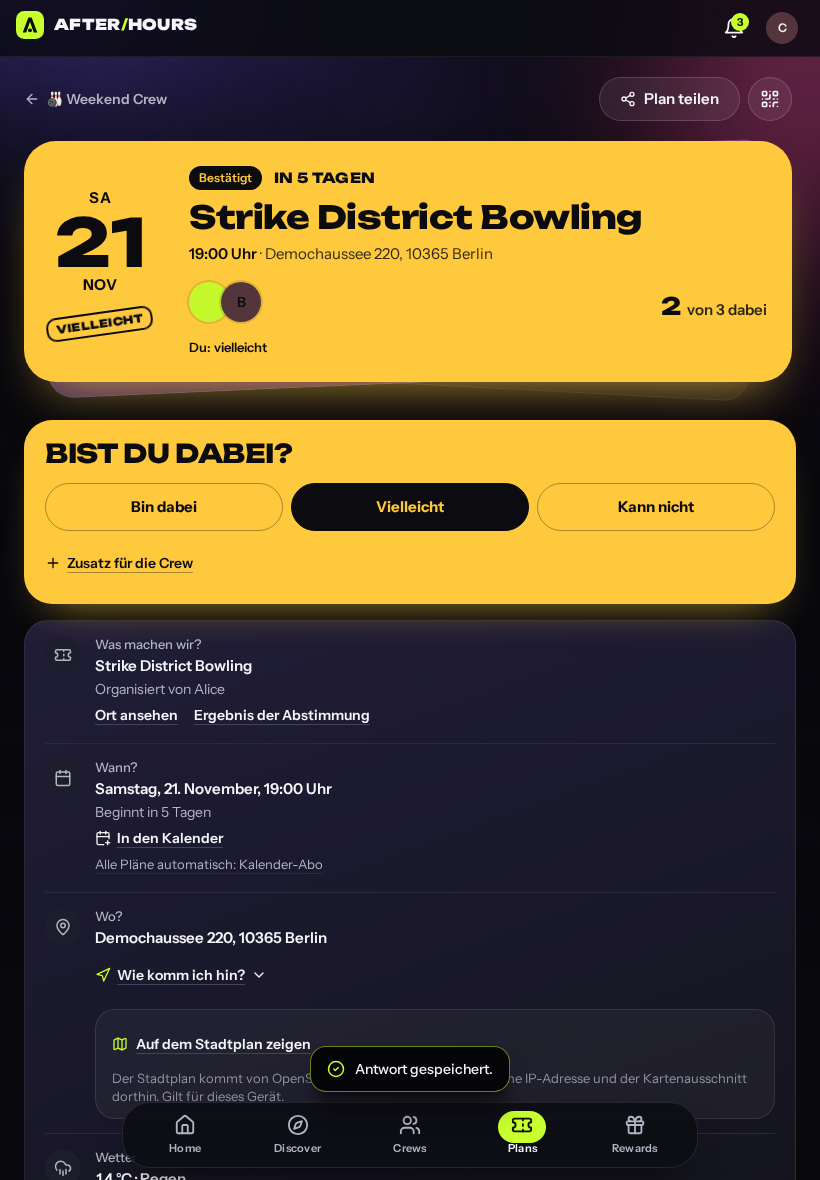 AFTER/HOURS
3
C
Weekend Crew
Plan teilen
SA
21
NOV
VIELLEICHT
Bestätigt
IN 5 TAGEN
Strike District Bowling
19:00 Uhr · Demochaussee 220, 10365 Berlin
B
2 von 3 dabei
Du: vielleicht
BIST DU DABEI?
Bin dabei
Vielleicht
Kann nicht
Zusatz für die Crew
Was machen wir?
Strike District Bowling
Organisiert von Alice
Ort ansehen
Ergebnis der Abstimmung
Wann?
Samstag, 21. November, 19:00 Uhr
Beginnt in 5 Tagen
In den Kalender
Alle Pläne automatisch: Kalender-Abo
Wo?
Demochaussee 220, 10365 Berlin
Wie komm ich hin?
Auf dem Stadtplan zeigen
Antwort gespeichert.
Der Stadtplan kommt von IP-Adresse und der Kartenausschnitt
dorthin. Gilt für dieses Gerät.
Home
Discover
Crews
Plans
Rewards
Wetter
14 °C · Regen